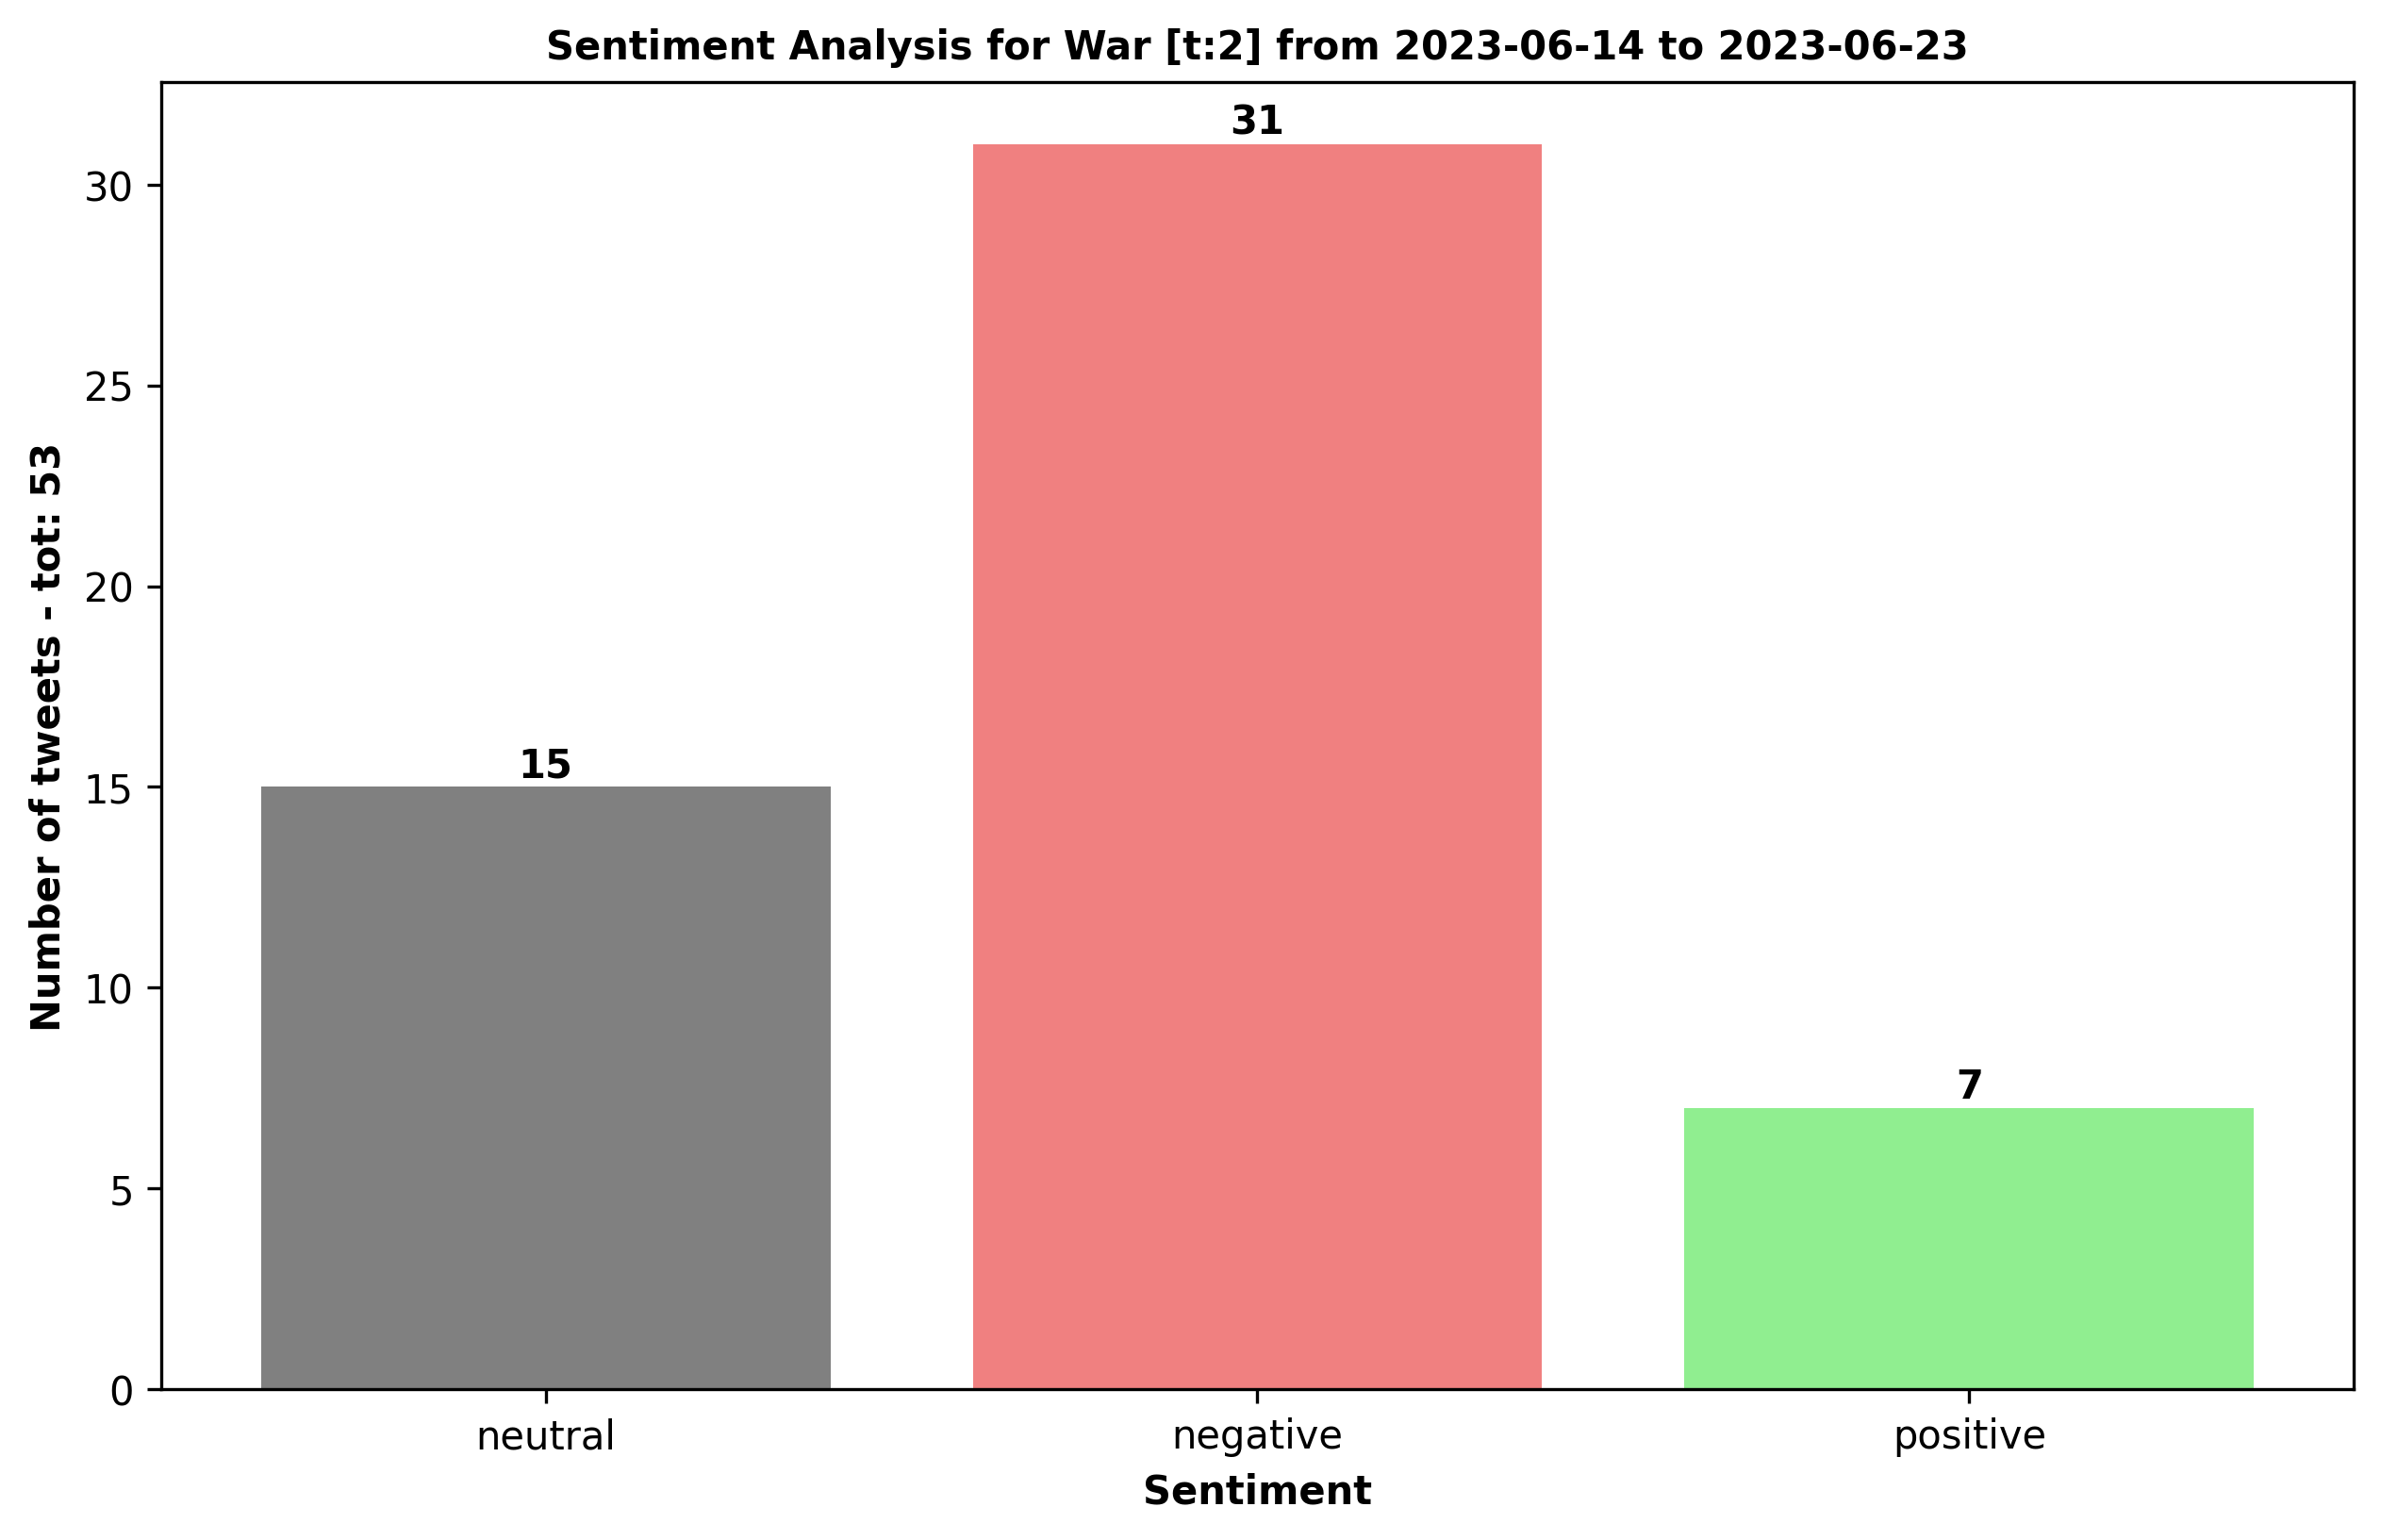 Sentiment Analysis for War [t:2] from 2023-06-14 to 2023-06-23
Number of tweets - tot: 53
30
25
20
15
10
5
0
15
31
7
neutral
negative
positive
Sentiment